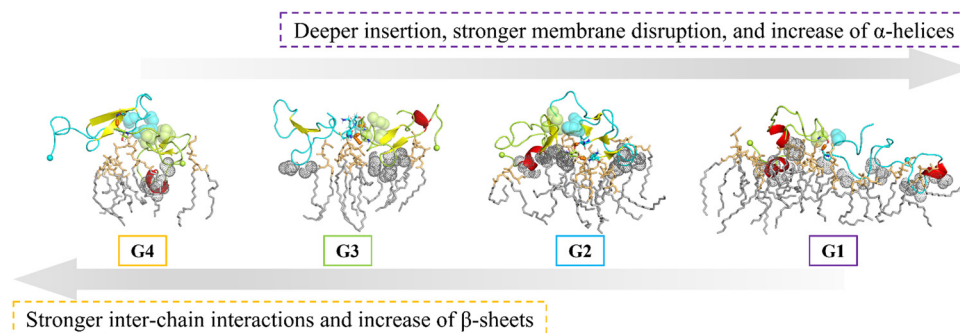 Deeper insertion, stronger membrane disruption, and increase of α-helices
G4 G3 G2 G1
Stronger inter-chain interactions and increase of β-sheets